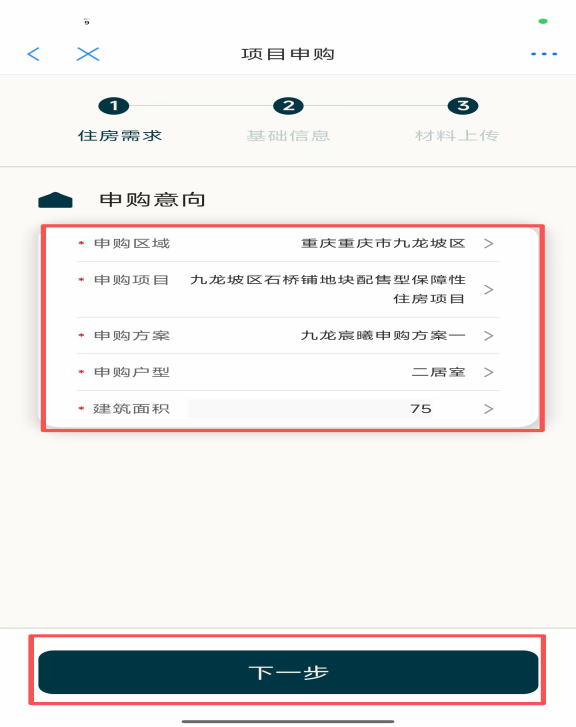 项目申购
1 2 3
住房需求 基础信息 材料上传
申购意向
* 申购区域 重庆重庆市九龙坡区 >
* 申购项目 九龙坡区石桥铺地块配售型保障性 >
住房项目
* 申购方案 九龙宸曦申购方案一 >
* 申购户型 二居室 >
* 建筑面积 75 >
下一步